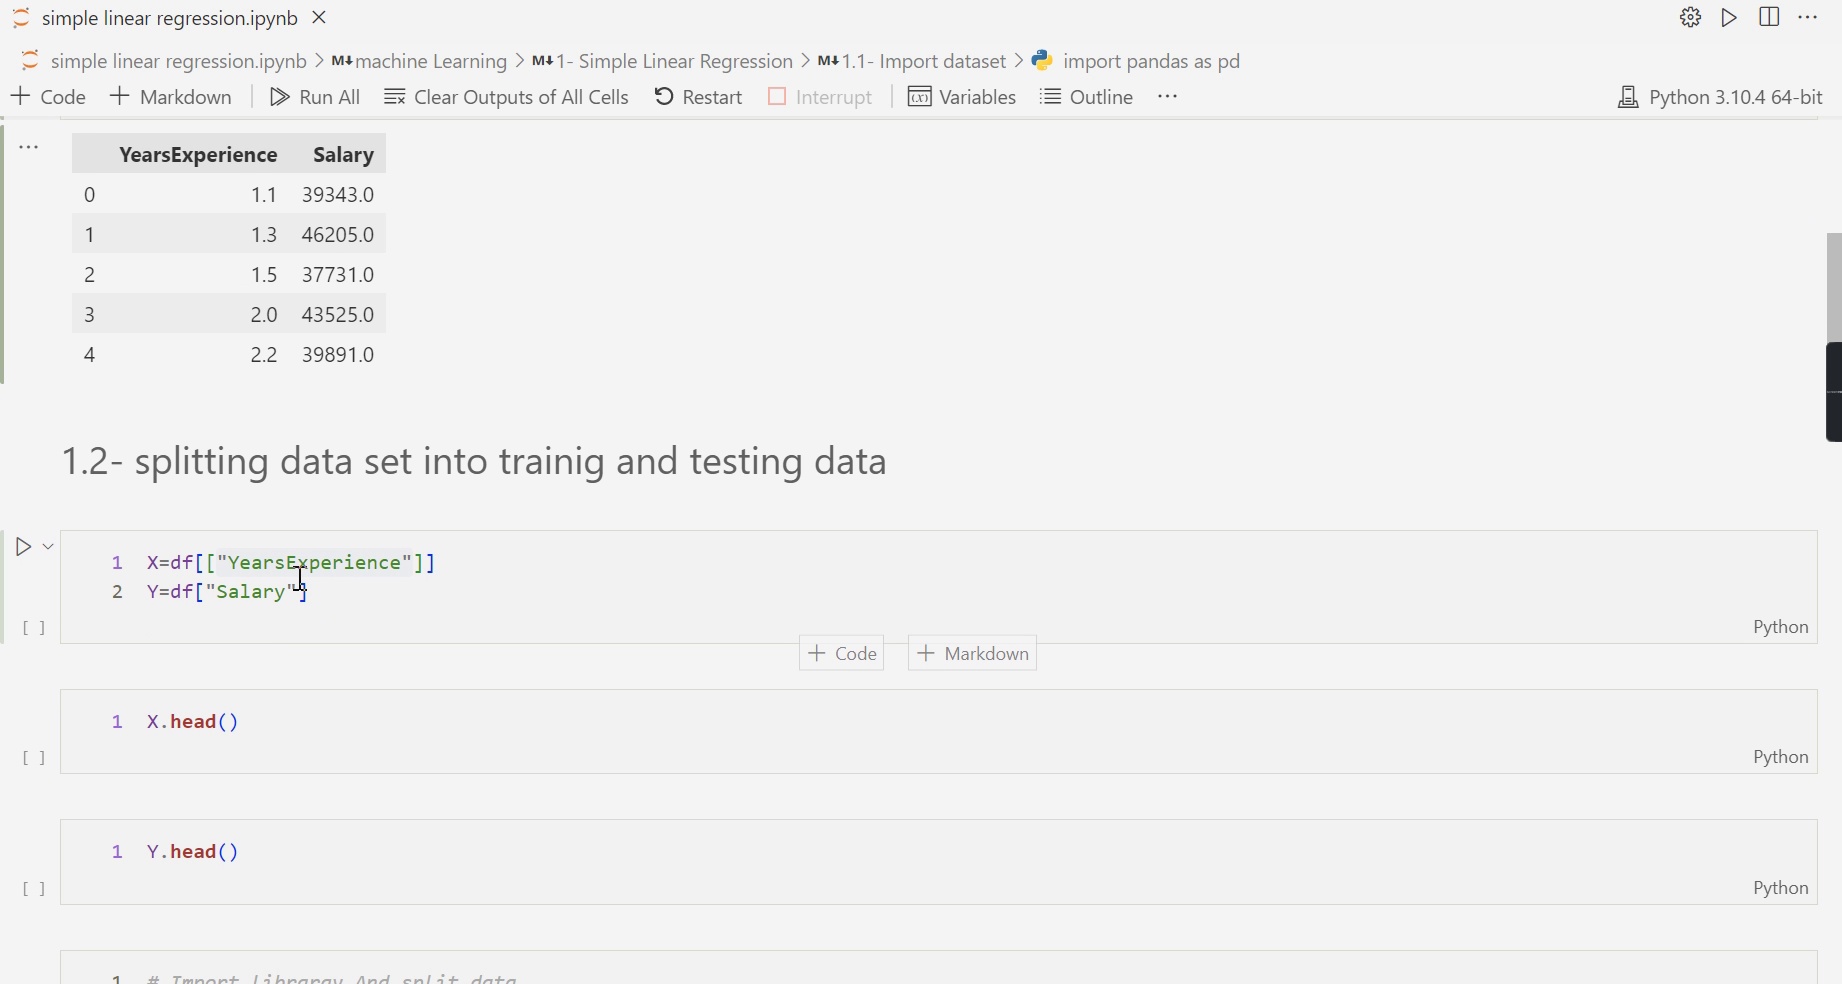 simple linear regression.ipynb
simple linear regression.ipynb > M↓ machine Learning > M↓ 1- Simple Linear Regression > M↓ 1.1- Import dataset > import pandas as pd
+ Code + Markdown Run All Clear Outputs of All Cells Restart Interrupt Variables Outline ... Python 3.10.4 64-bit
YearsExperience Salary
0 1.1 39343.0
1 1.3 46205.0
2 1.5 37731.0
3 2.0 43525.0
4 2.2 39891.0
1.2- splitting data set into trainig and testing data
1 X=df[["YearsExperience"]]
2 Y=df["Salary"]
[ ] Python
+ Code + Markdown
1 X.head()
[ ] Python
1 Y.head()
[ ] Python
1 # Import libraray And split data